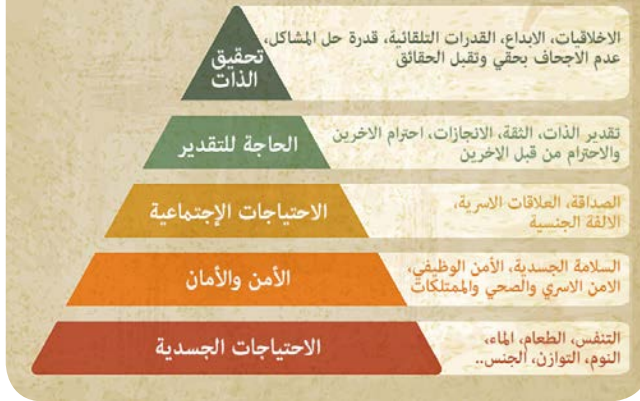 تحقيق
الذات
الاخلاقيات، الابداع، القدرات التلقائية، قدرة حل المشاكل،
عدم الاجحاف بحقي وتقبل الحقائق
الحاجة للتقدير
تقدير الذات، الثقة، الانجازات، احترام الاخرين
والاحترام من قبل الاخرين
الاحتياجات الإجتماعية
الصداقة، العلاقات الاسرية،
الالفة الجنسية
الأمن والأمان
السلامة الجسدية، الأمن الوظيفي،
الامن الاسري والصحي والممتلكات
الاحتياجات الجسدية
التنفس، الطعام، الماء،
النوم، التوازن، الجنس..